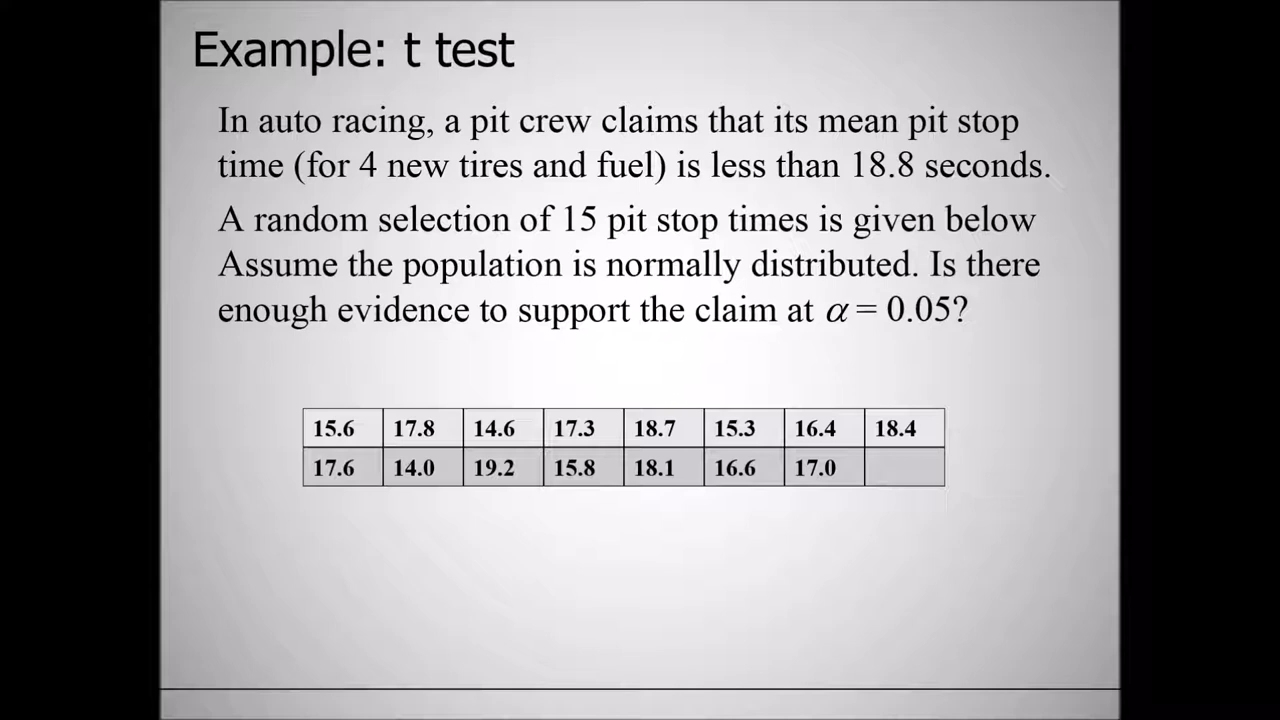 Example: t test
In auto racing, a pit crew claims that its mean pit stop
time (for 4 new tires and fuel) is less than 18.8 seconds.
A random selection of 15 pit stop times is given below
Assume the population is normally distributed. Is there
enough evidence to support the claim at α = 0.05?
15.6 17.8 14.6 17.3 18.7 15.3 16.4 18.4
17.6 14.0 19.2 15.8 18.1 16.6 17.0